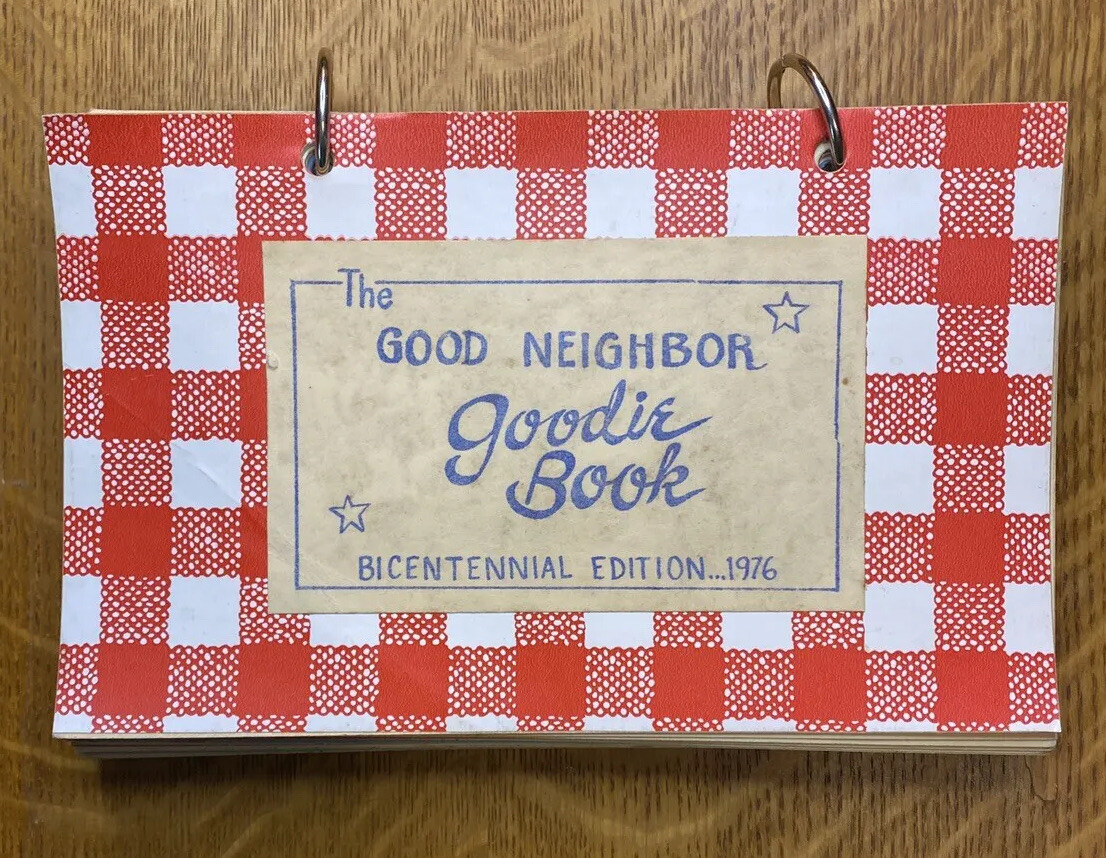 The
GOOD NEIGHBOR
Goodie
Book
BICENTENNIAL EDITION...1976